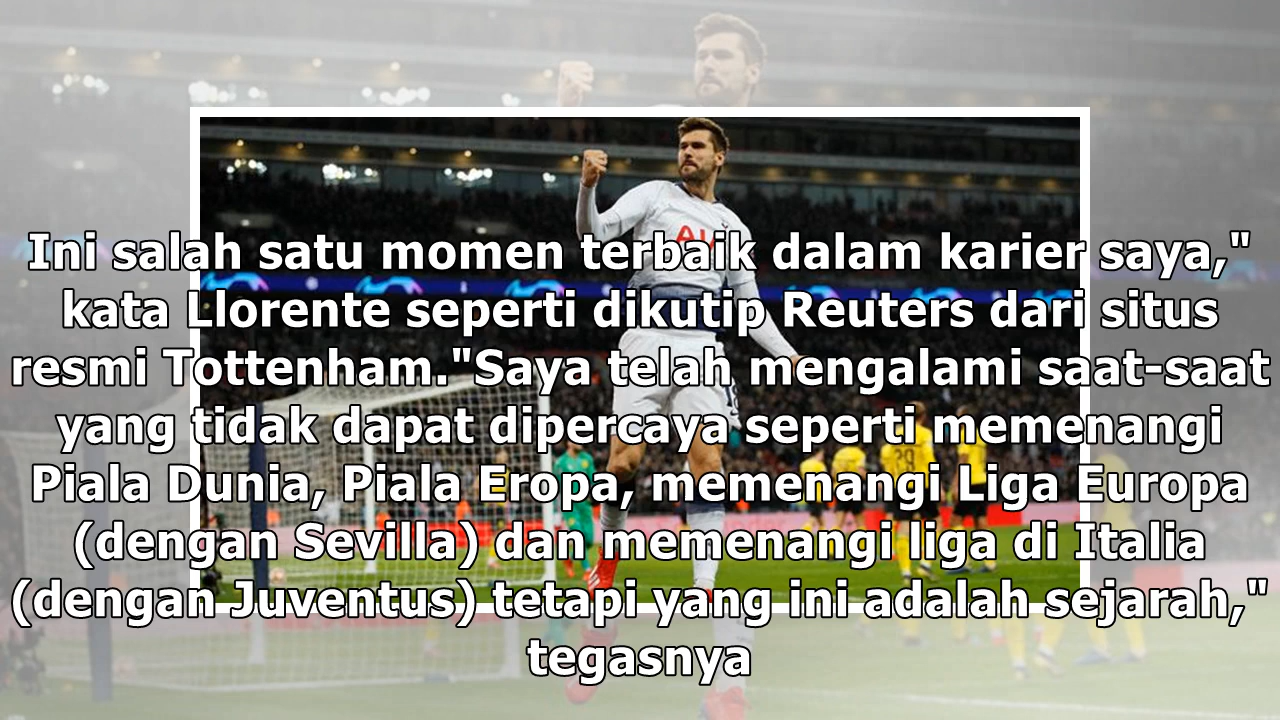 Ini salah satu momen terbaik dalam karier saya,"
kata Llorente seperti dikutip Reuters dari situs
resmi Tottenham."Saya telah mengalami saat-saat
yang tidak dapat dipercaya seperti memenangi
Piala Dunia, Piala Eropa, memenangi Liga Europa
(dengan Sevilla) dan memenangi liga di Italia
(dengan Juventus) tetapi yang ini adalah sejarah,"
tegasnya